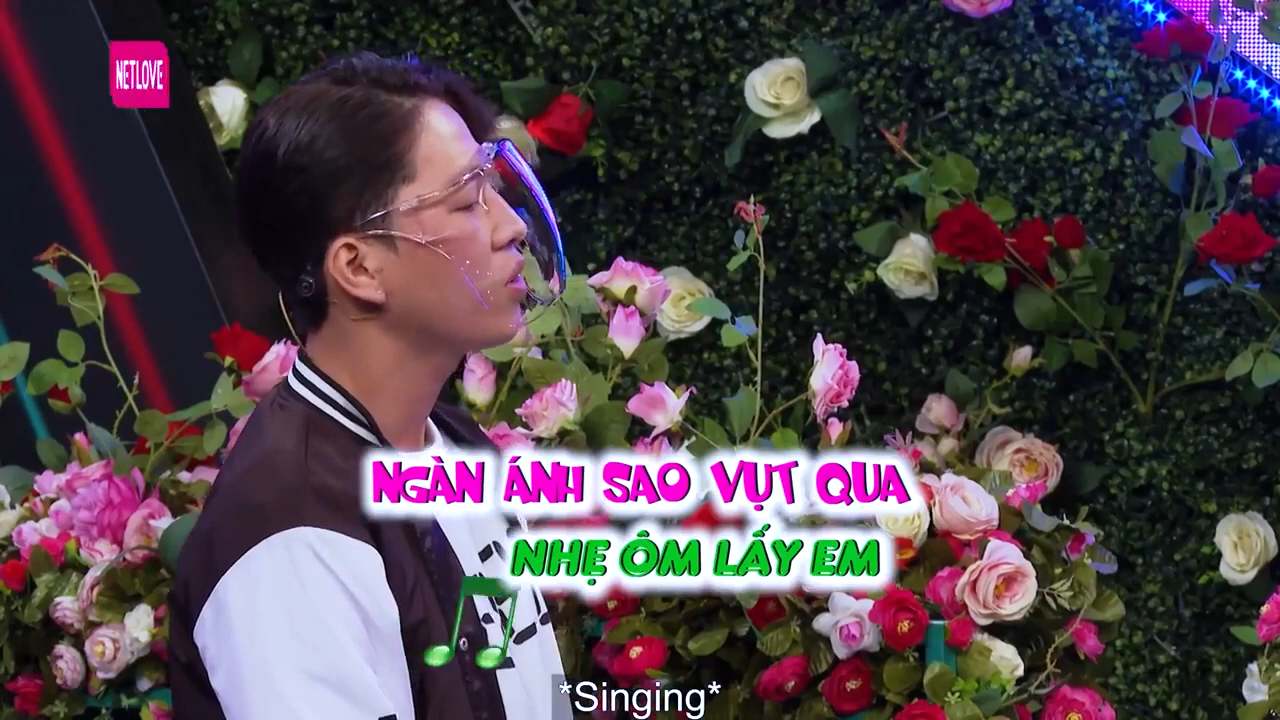 NETLOVE
NGÀN ÁNH SAO VỤT QUA
NHẸ ÔM LẤY EM
*Singing*